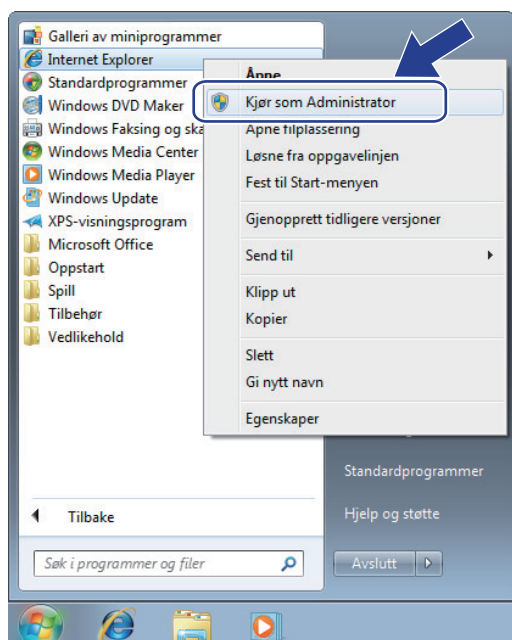 Galleri av miniprogrammer
Internet Explorer
Standardprogrammer
Windows DVD Maker
Windows Faksing og ska
Windows Media Center
Windows Media Player
Windows Update
XPS-visningsprogram
Microsoft Office
Oppstart
Spill
Tilbehør
Vedlikehold
Tilbake
Søk i programmer og filer
Åpne
Kjør som Administrator
Åpne filplassering
Løsne fra oppgavelinjen
Fest til Start-menyen
Gjenopprett tidligere versjoner
Send til
Klipp ut
Kopier
Slett
Gi nytt navn
Egenskaper
Standardprogrammer
Hjelp og støtte
Avslutt